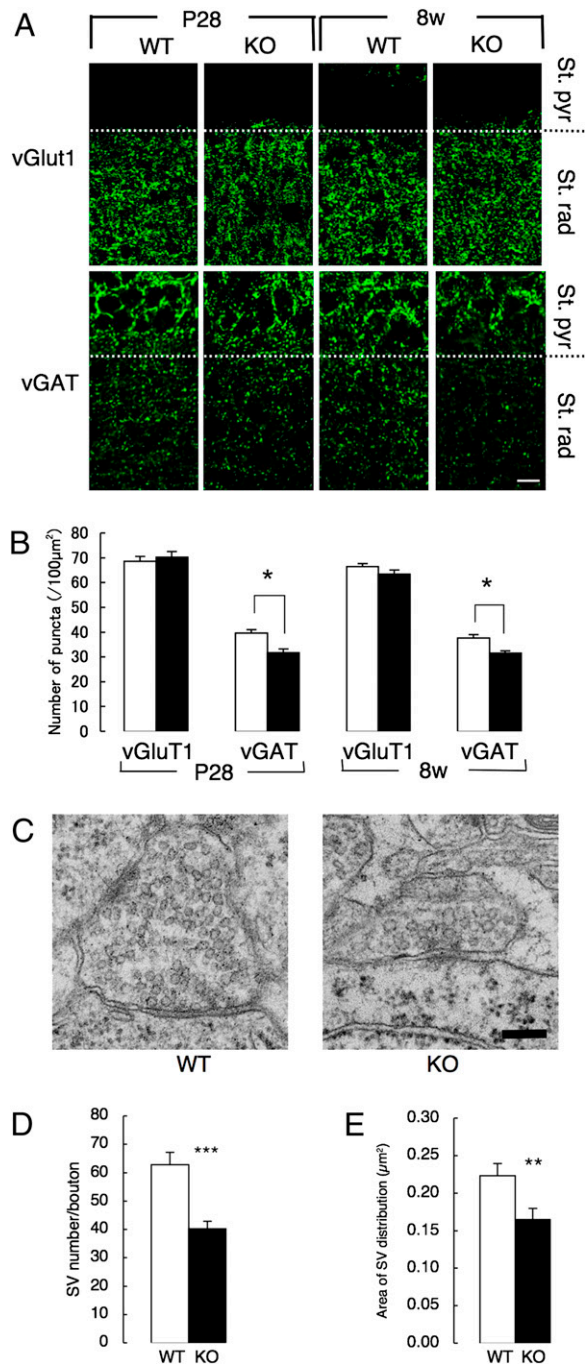 A
P28
8w
WT
KO
WT
KO
vGlut1
St. pyr
St. rad
vGAT
St. pyr
St. rad
B
Number of puncta (/100μm²)
80
70
60
50
40
30
20
10
0
*
*
vGluT1
vGAT
vGluT1
vGAT
P28
8w
C
WT
KO
D
SV number/bouton
80
70
60
50
40
30
20
10
0
***
WT
KO
E
Area of SV distribution (μm²)
0.30
0.25
0.20
0.15
0.10
0.05
0.00
**
WT
KO